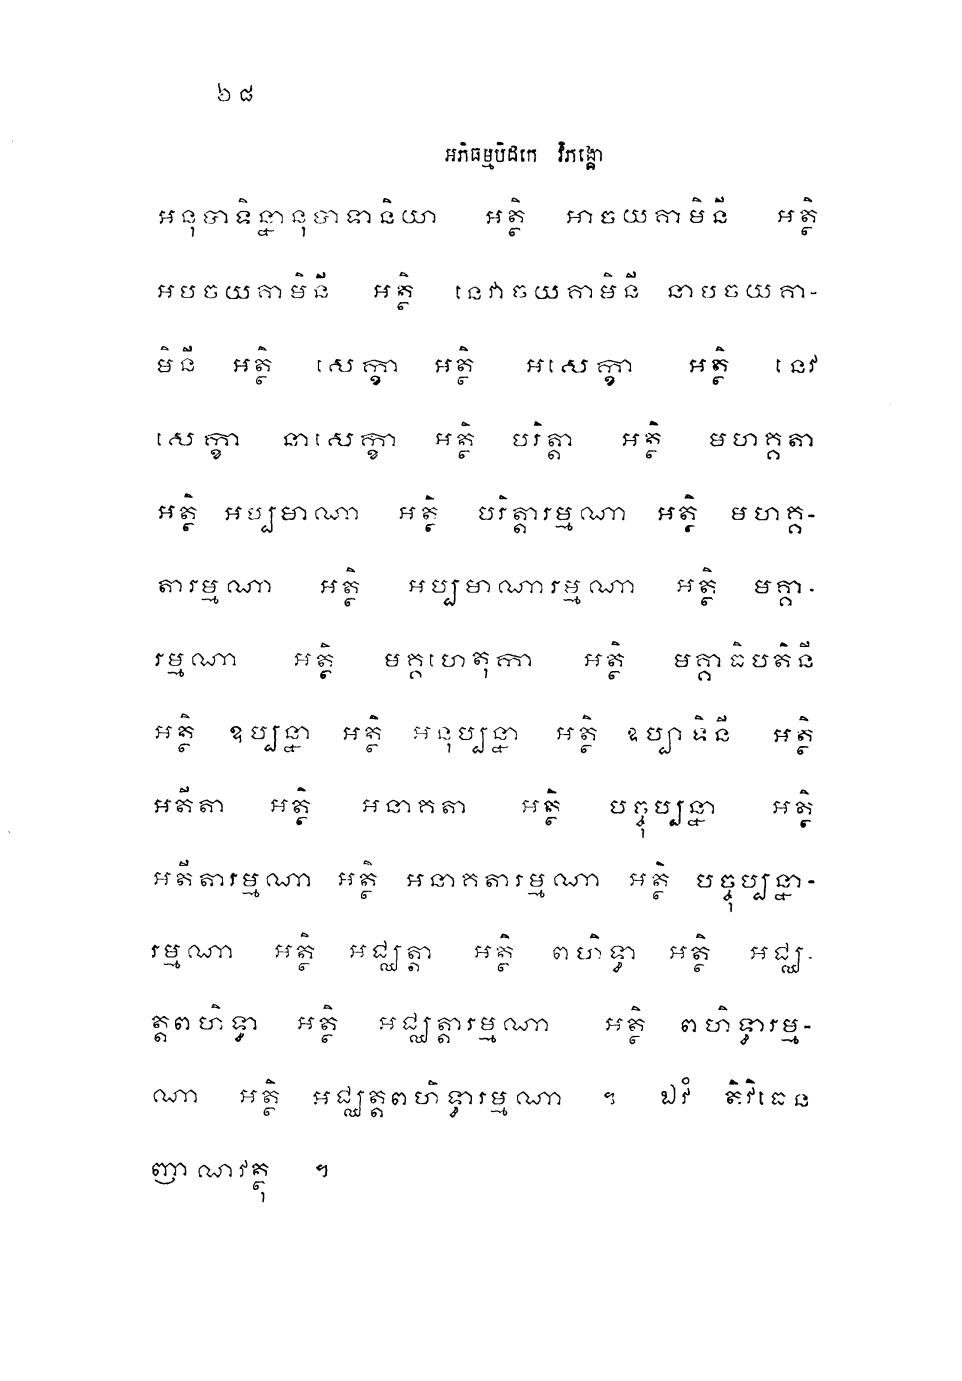 ៦៨
អភិធម្មបិដកេ វិភង្គោ
អនុបាទិន្នានុបាទានិយា អត្ថិ អាចយគាមិនី អត្ថិ
អបចយគាមិនី អត្ថិ នេវាចយគាមិនី នាបចយគា-
មិនី អត្ថិ សេក្ខា អត្ថិ អសេក្ខា អត្ថិ នេវ
សេក្ខា នាសេក្ខា អត្ថិ បរិត្តា អត្ថិ មហគ្គតា
អត្ថិ អប្បមាណា អត្ថិ បរិត្តារម្មណា អត្ថិ មហគ្គ-
តារម្មណា អត្ថិ អប្បមាណារម្មណា អត្ថិ មគ្គា-
រម្មណា អត្ថិ មគ្គហេតុកា អត្ថិ មគ្គាធិបតិនី
អត្ថិ ឧប្បន្នា អត្ថិ អនុប្បន្នា អត្ថិ ឧប្បាទិនី អត្ថិ
អតីតា អត្ថិ អនាគតា អត្ថិ បច្ចុប្បន្នា អត្ថិ
អតីតារម្មណា អត្ថិ អនាគតារម្មណា អត្ថិ បច្ចុប្បន្នា-
រម្មណា អត្ថិ អជ្ឈត្តា អត្ថិ ពហិទ្ធា អត្ថិ អជ្ឈ-
ត្តពហិទ្ធា អត្ថិ អជ្ឈត្តារម្មណា អត្ថិ ពហិទ្ធារម្ម-
ណា អត្ថិ អជ្ឈត្តពហិទ្ធារម្មណា ។ ឯវំ តិវិធេន
ញាណវត្ថុ ។